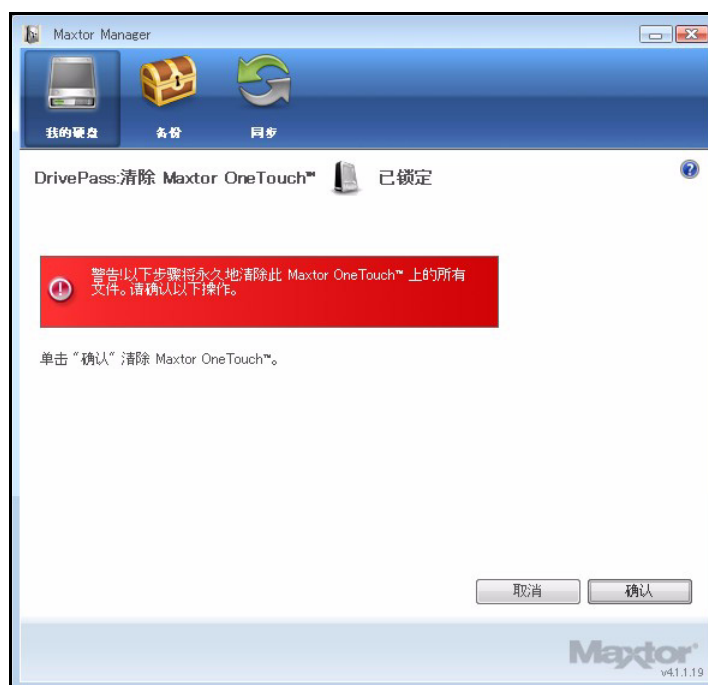 Maxtor Manager
我的硬盘 备份 同步
DrivePass:清除 Maxtor OneTouch™ 已锁定
警告!以下步骤将永久地清除此 Maxtor OneTouch™ 上的所有
文件。请确认以下操作。
单击“确认”清除 Maxtor OneTouch™。
取消 确认
Maxtor
v4.1.1.19